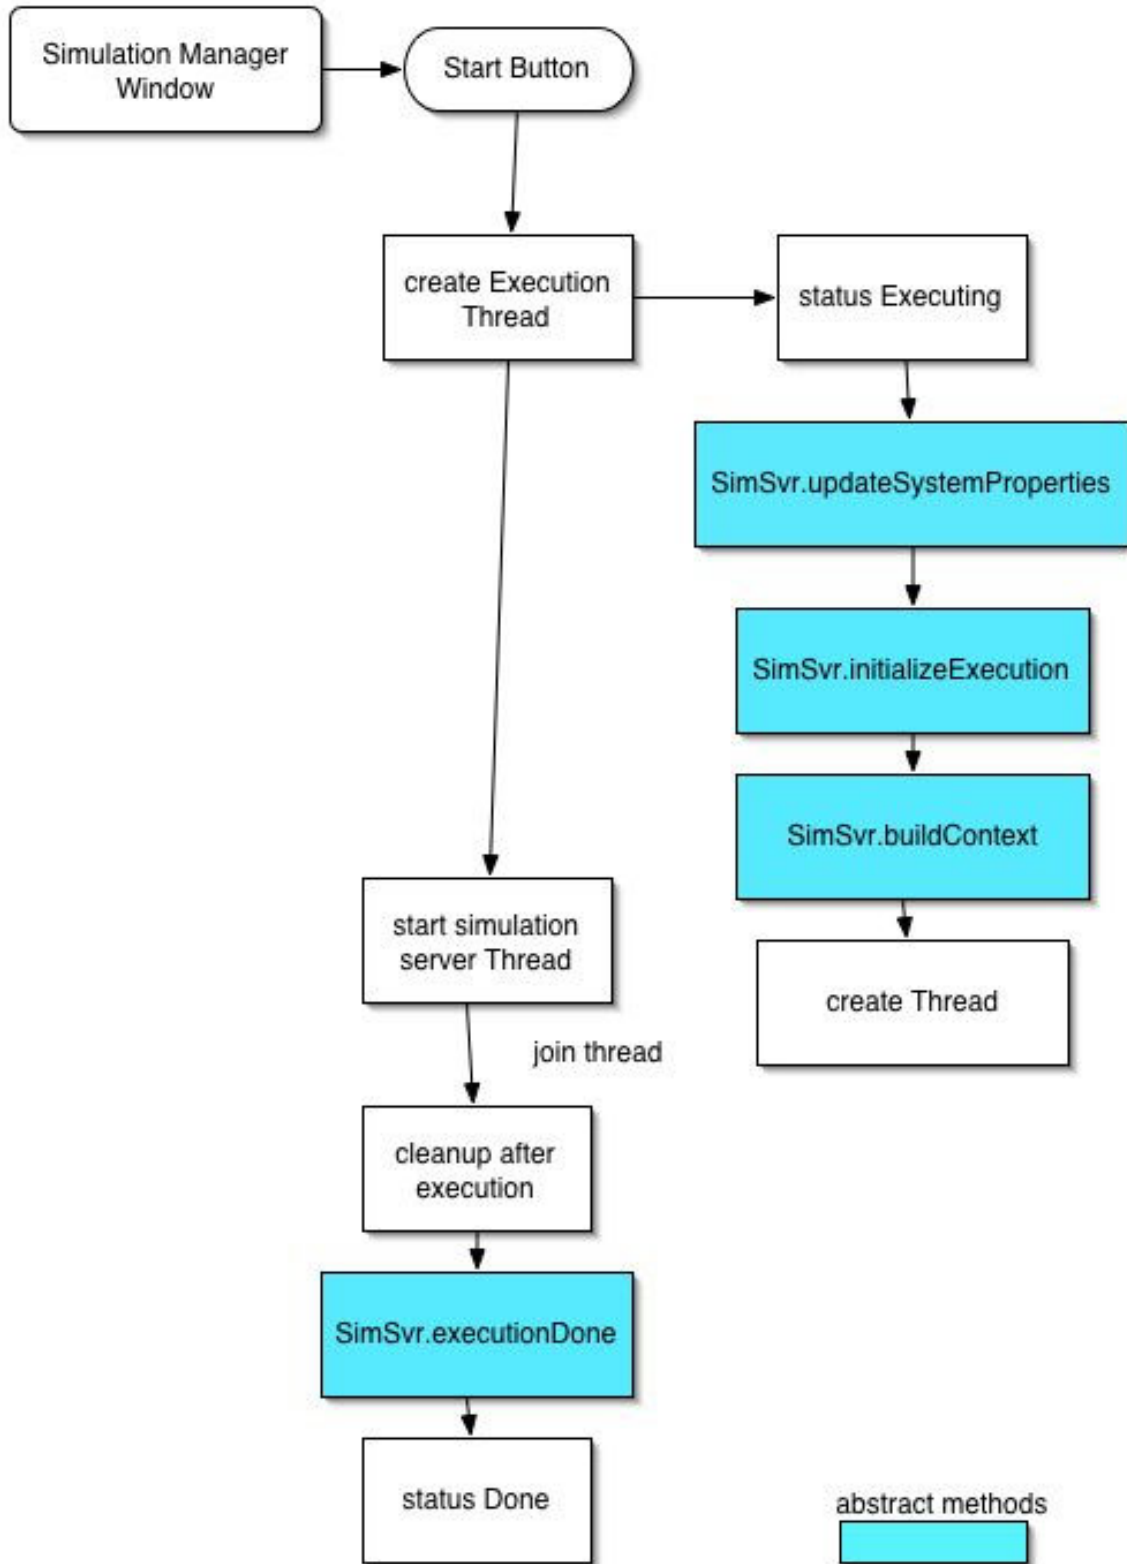 Simulation Manager
Window
Start Button
create Execution
Thread
status Executing
SimSvr.updateSystemProperties
SimSvr.initializeExecution
SimSvr.buildContext
create Thread
start simulation
server Thread
join thread
cleanup after
execution
SimSvr.executionDone
status Done
abstract methods